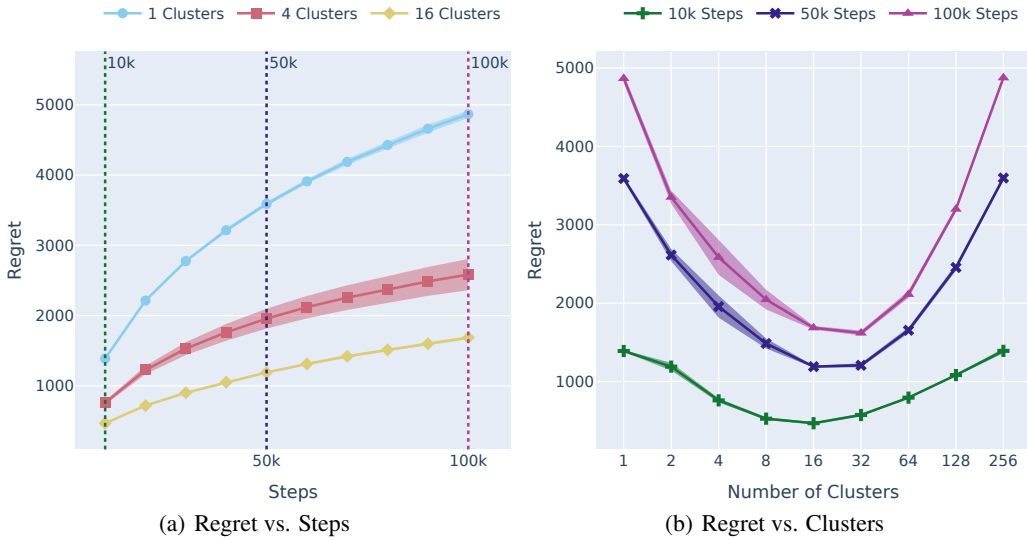 1 Clusters 4 Clusters 16 Clusters
10k 50k 100k
5000
4000
3000
2000
1000
Regret
50k 100k
Steps
(a) Regret vs. Steps
10k Steps 50k Steps 100k Steps
5000
4000
3000
2000
1000
Regret
1 2 4 8 16 32 64 128 256
Number of Clusters
(b) Regret vs. Clusters